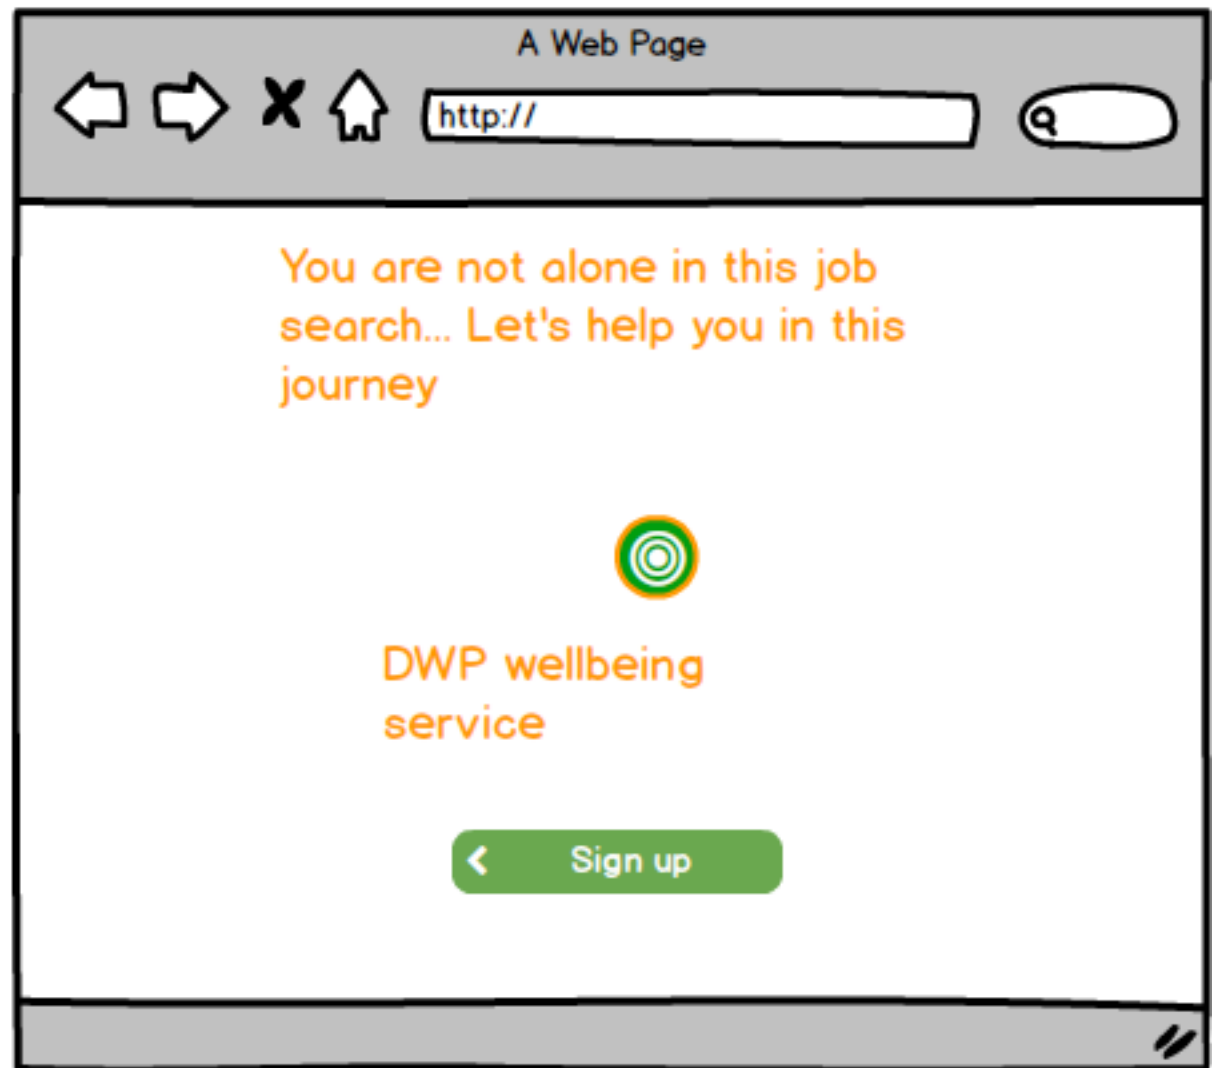 A Web Page
http://
You are not alone in this job
search... Let's help you in this
journey
DWP wellbeing
service
Sign up